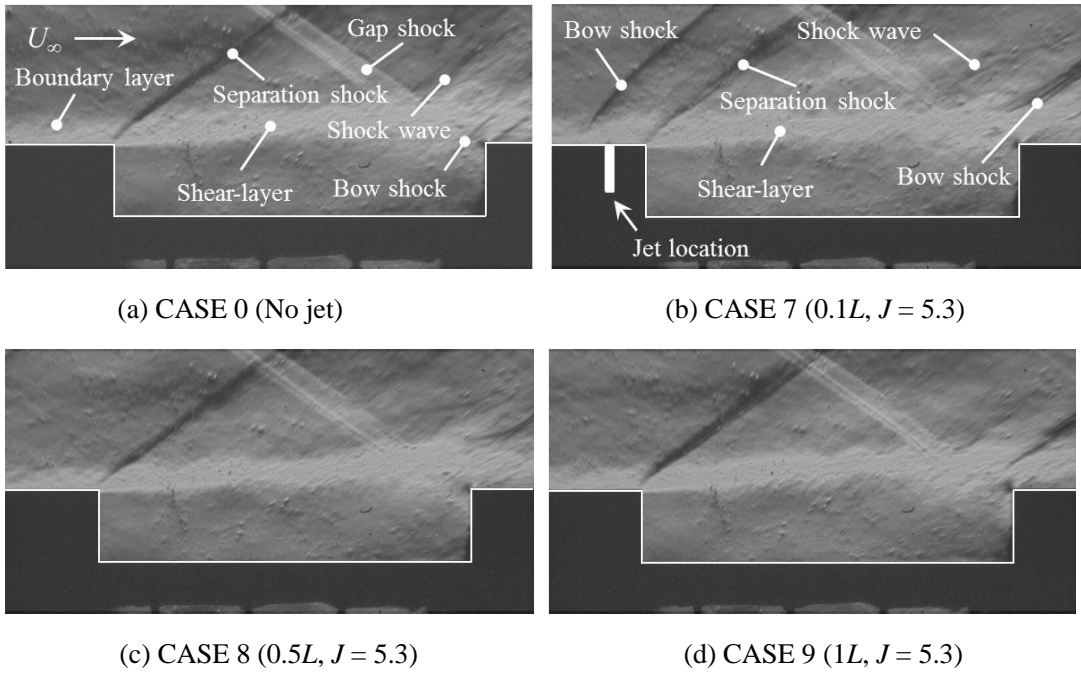 U∞
Boundary layer
Separation shock
Gap shock
Shock wave
Shear-layer
Bow shock
(a) CASE 0 (No jet)
Bow shock
Shock wave
Separation shock
Shear-layer
Bow shock
Jet location
(b) CASE 7 (0.1L, J = 5.3)
(c) CASE 8 (0.5L, J = 5.3)
(d) CASE 9 (1L, J = 5.3)